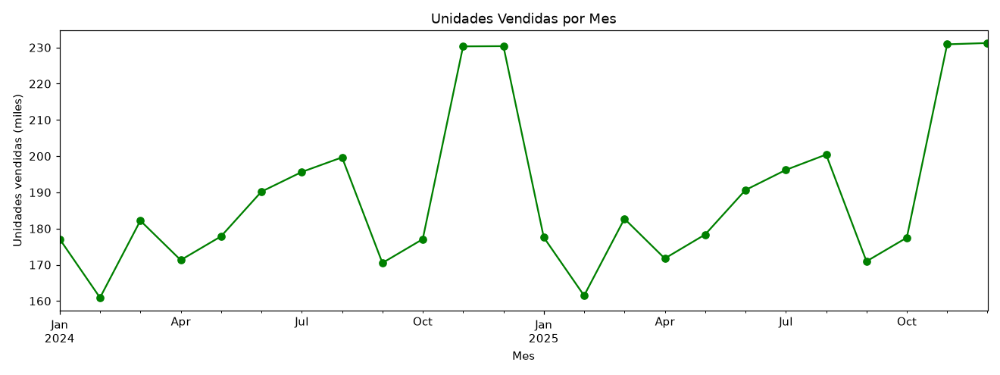 Unidades Vendidas por Mes
Unidades vendidas (miles)
230
220
210
200
190
180
170
160
Jan Apr Jul Oct Jan Apr Jul Oct
2024 2025
Mes